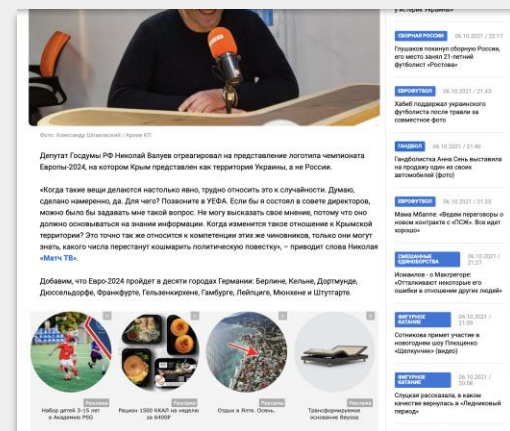 у истерик Украины»
Фото: Александр Шпаковский / Архив КП
Депутат Госдумы РФ Николай Валуев отреагировал на представление логотипа чемпионата
Европы-2024, на котором Крым представлен как территория Украины, а не России.
«Когда такие вещи делаются настолько явно, трудно относить это к случайности. Думаю,
сделано намеренно, да. Для чего? Позвоните в УЕФА. Если бы я состоял в совете директоров,
можно было бы задавать мне такой вопрос. Не могу высказать свое мнение, потому что оно
должно основываться на знании информации. Когда изменится такое отношение к Крымской
территории? Это точно так же относится к компетенции этих же чиновников, только они могут
знать, какого числа перестанут кошмарить политическую повестку», – приводит слова Николая
«Матч ТВ».
Добавим, что Евро-2024 пройдет в десяти городах Германии: Берлине, Кельне, Дортмунде,
Дюссельдорфе, Франкфурте, Гельзенкирхене, Гамбурге, Лейпциге, Мюнхене и Штутгарте.
Реклама
Набор детей 3-15 лет
в Академию PSG
Реклама
Рацион 1500 ККАЛ на неделю
за 6400Р
Реклама
Отдых в Ялте. Осень.
Реклама
Трансформируемое
основание Beyosa
СБОРНАЯ РОССИИ 06.10.2021 / 22:17
Глушаков покинул сборную России,
его место занял 21-летний
футболист «Ростова»
ЕВРОФУТБОЛ 06.10.2021 / 21:43
Хабиб поддержал украинского
футболиста после травли за
совместное фото
ГАНДБОЛ 06.10.2021 / 21:40
Гандболистка Анна Сень выставила
на продажу один из своих
автомобилей (фото)
ЕВРОФУТБОЛ 06.10.2021 / 21:33
Мама Мбаппе: «Ведем переговоры о
новом контракте с «ПСЖ». Все идет
хорошо»
СМЕШАННЫЕ
ЕДИНОБОРСТВА
06.10.2021 /
21:27
Исмаилов - о Макгрегоре:
«Отталкивают некоторые его
ошибки в отношении других людей»
ФИГУРНОЕ
КАТАНИЕ
06.10.2021 /
21:09
Сотникова примет участие в
новогоднем шоу Плющенко
«Щелкунчик» (видео)
ФИГУРНОЕ
КАТАНИЕ
06.10.2021 /
20:56
Слуцкая рассказала, в каком
качестве вернулась в «Ледниковый
период»